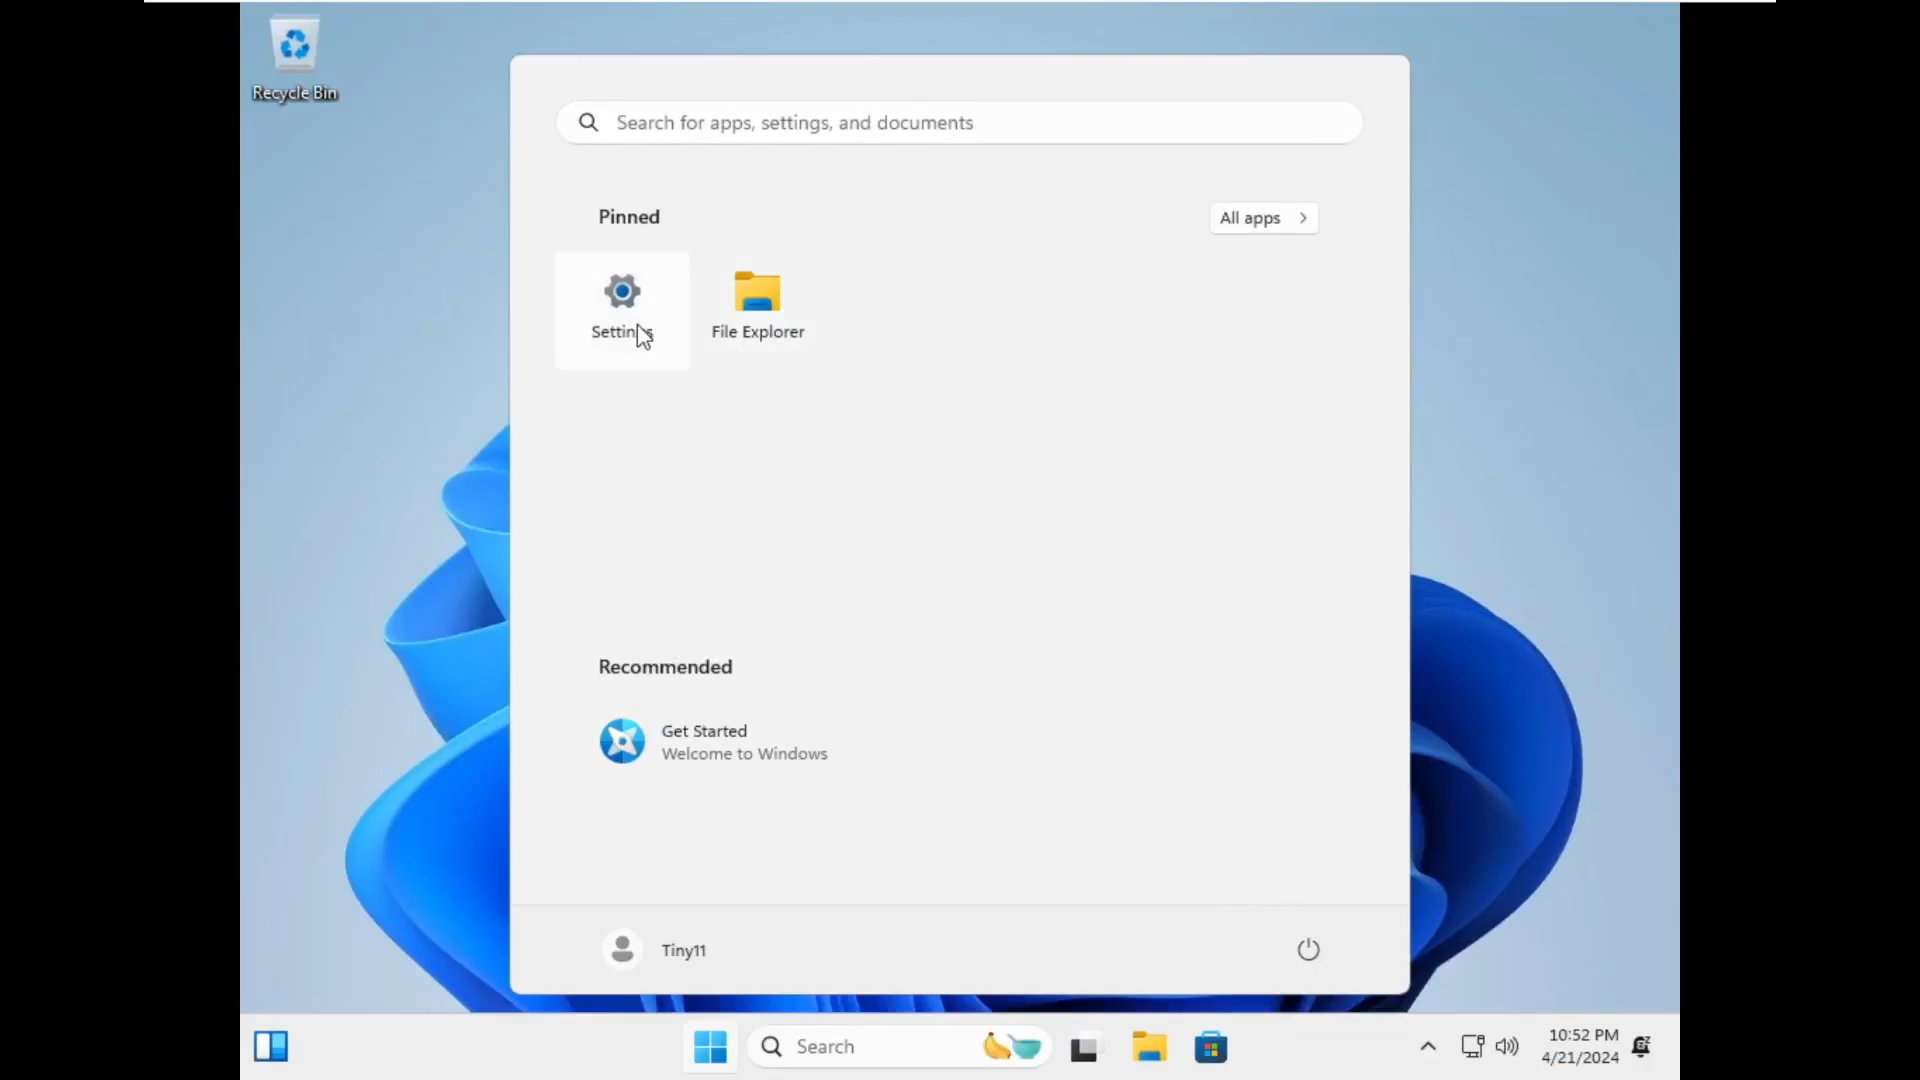 Recycle Bin
Search for apps, settings, and documents
Pinned
All apps
Settings
File Explorer
Recommended
Get Started
Welcome to Windows
Tiny11
Search
10:52 PM
4/21/2024